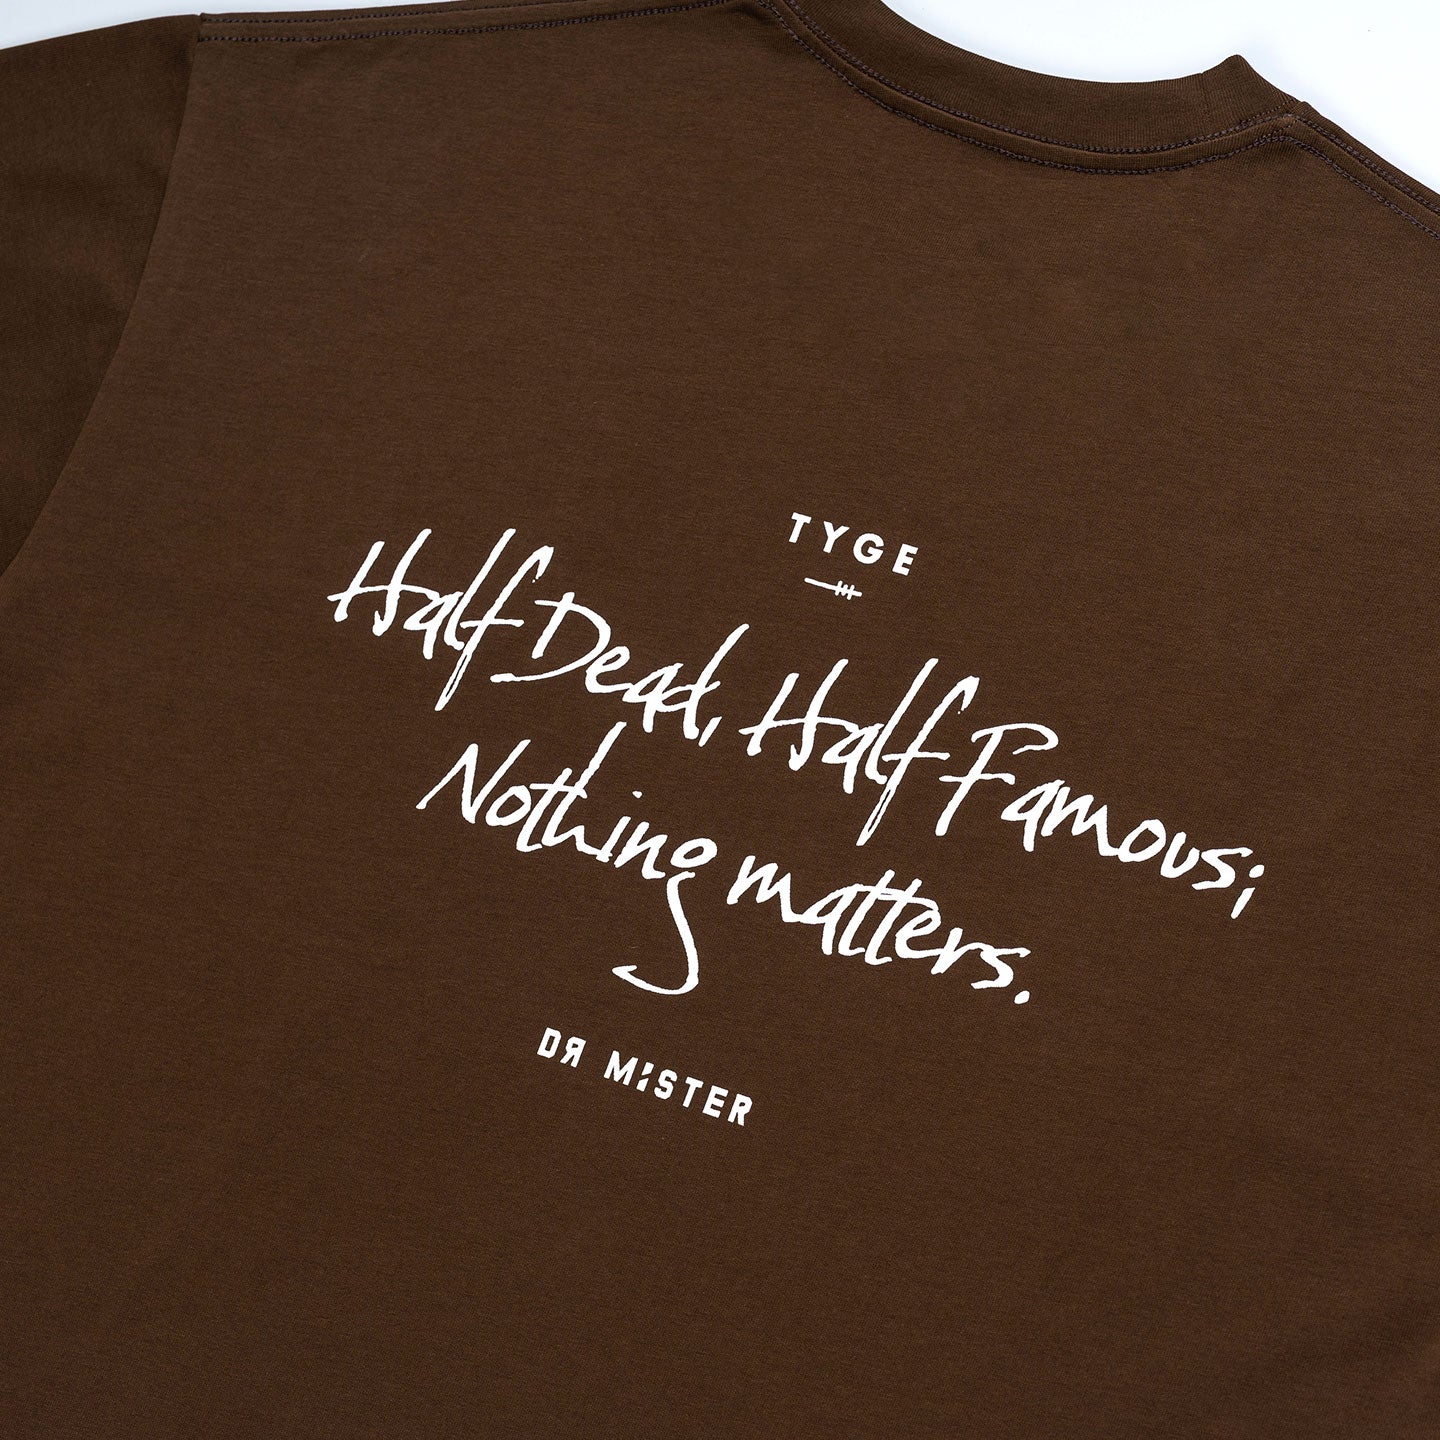 TYGE
Half Dead, Half Famous;
Nothing matters.
DR MISTER